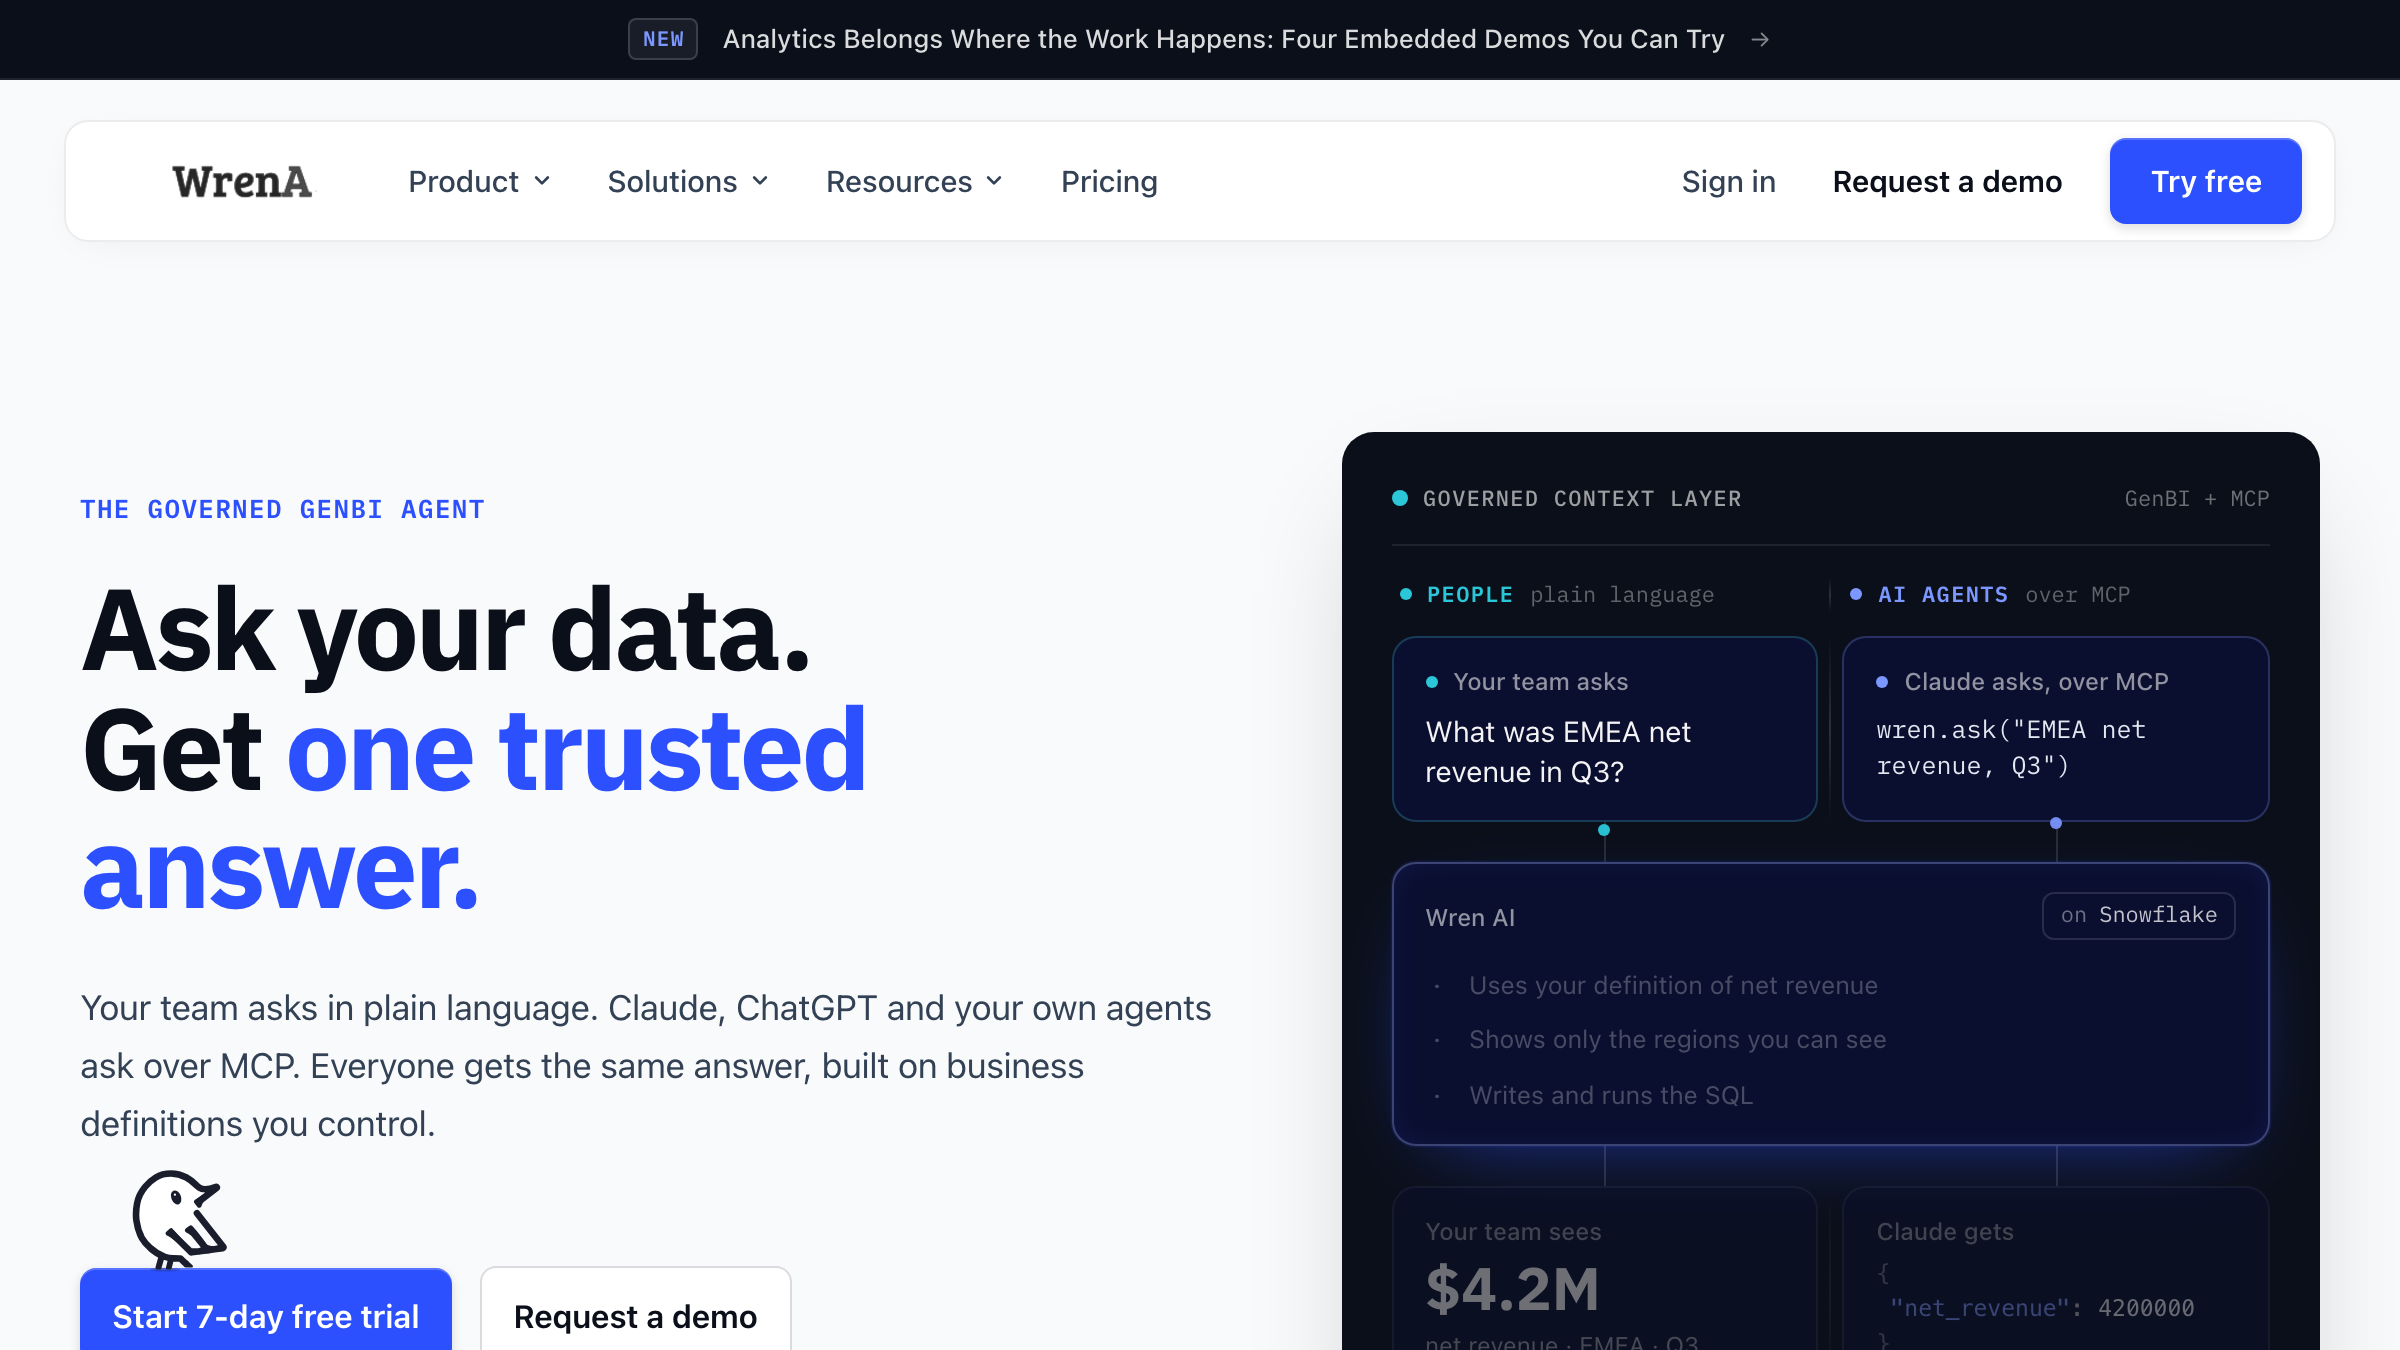 NEW Analytics Belongs Where the Work Happens: Four Embedded Demos You Can Try →
WrenA Product Solutions Resources Pricing Sign in Request a demo Try free
THE GOVERNED GENBI AGENT
Ask your data.
Get one trusted
answer.
Your team asks in plain language. Claude, ChatGPT and your own agents
ask over MCP. Everyone gets the same answer, built on business
definitions you control.
Start 7-day free trial
Request a demo
GOVERNED CONTEXT LAYER GenBI + MCP
PEOPLE plain language
AI AGENTS over MCP
Your team asks
What was EMEA net
revenue in Q3?
Claude asks, over MCP
wren.ask("EMEA net
revenue, Q3")
Wren AI
on Snowflake
· Uses your definition of net revenue
· Shows only the regions you can see
· Writes and runs the SQL
Your team sees
$4.2M
net revenue · EMEA · Q3
Claude gets
{
"net_revenue": 4200000
}